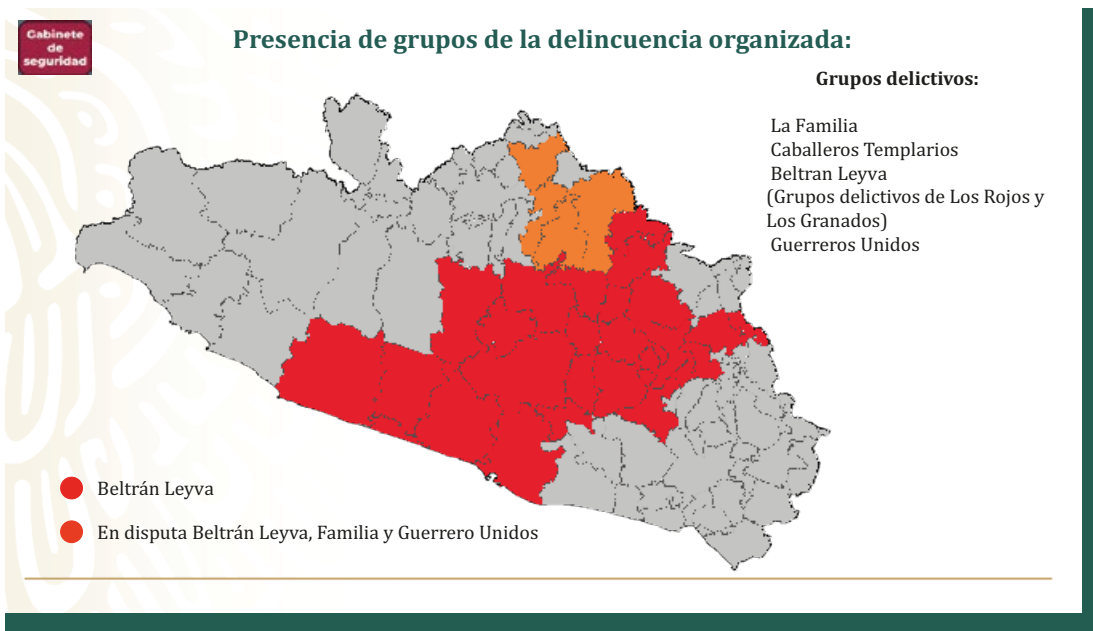 Gabinete
de
seguridad
Presencia de grupos de la delincuencia organizada:
Grupos delictivos:
La Familia
Caballeros Templarios
Beltran Leyva
(Grupos delictivos de Los Rojos y
Los Granados)
Guerreros Unidos
Beltrán Leyva
En disputa Beltrán Leyva, Familia y Guerrero Unidos